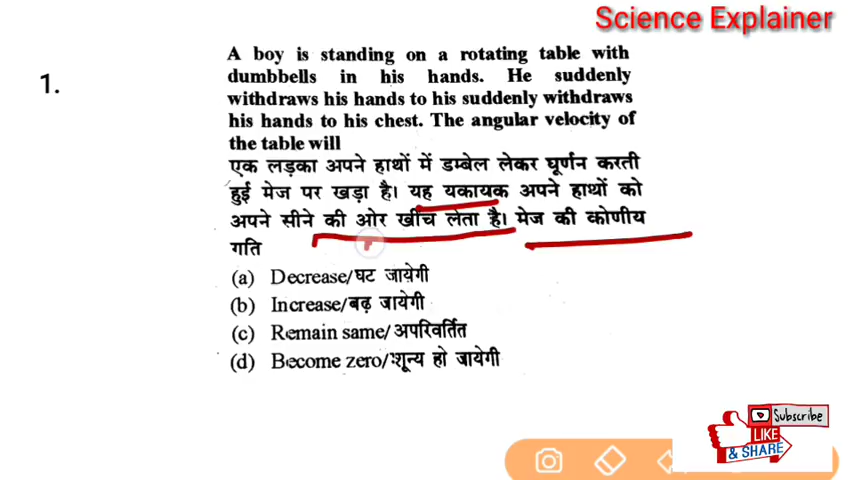 Science Explainer
1.
A boy is standing on a rotating table with
dumbbells in his hands. He suddenly
withdraws his hands to his suddenly withdraws
his hands to his chest. The angular velocity of
the table will
एक लड़का अपने हाथों में डम्बेल लेकर घूर्णन करती
हुई मेज पर खड़ा है। यह यकायक अपने हाथों को
अपने सीने की ओर खींच लेता है। मेज की कोणीय
गति
(a) Decrease/घट जायेगी
(b) Increase/बढ़ जायेगी
(c) Remain same/अपरिवर्तित
(d) Become zero/शून्य हो जायेगी
Subscribe
LIKE
& SHARE